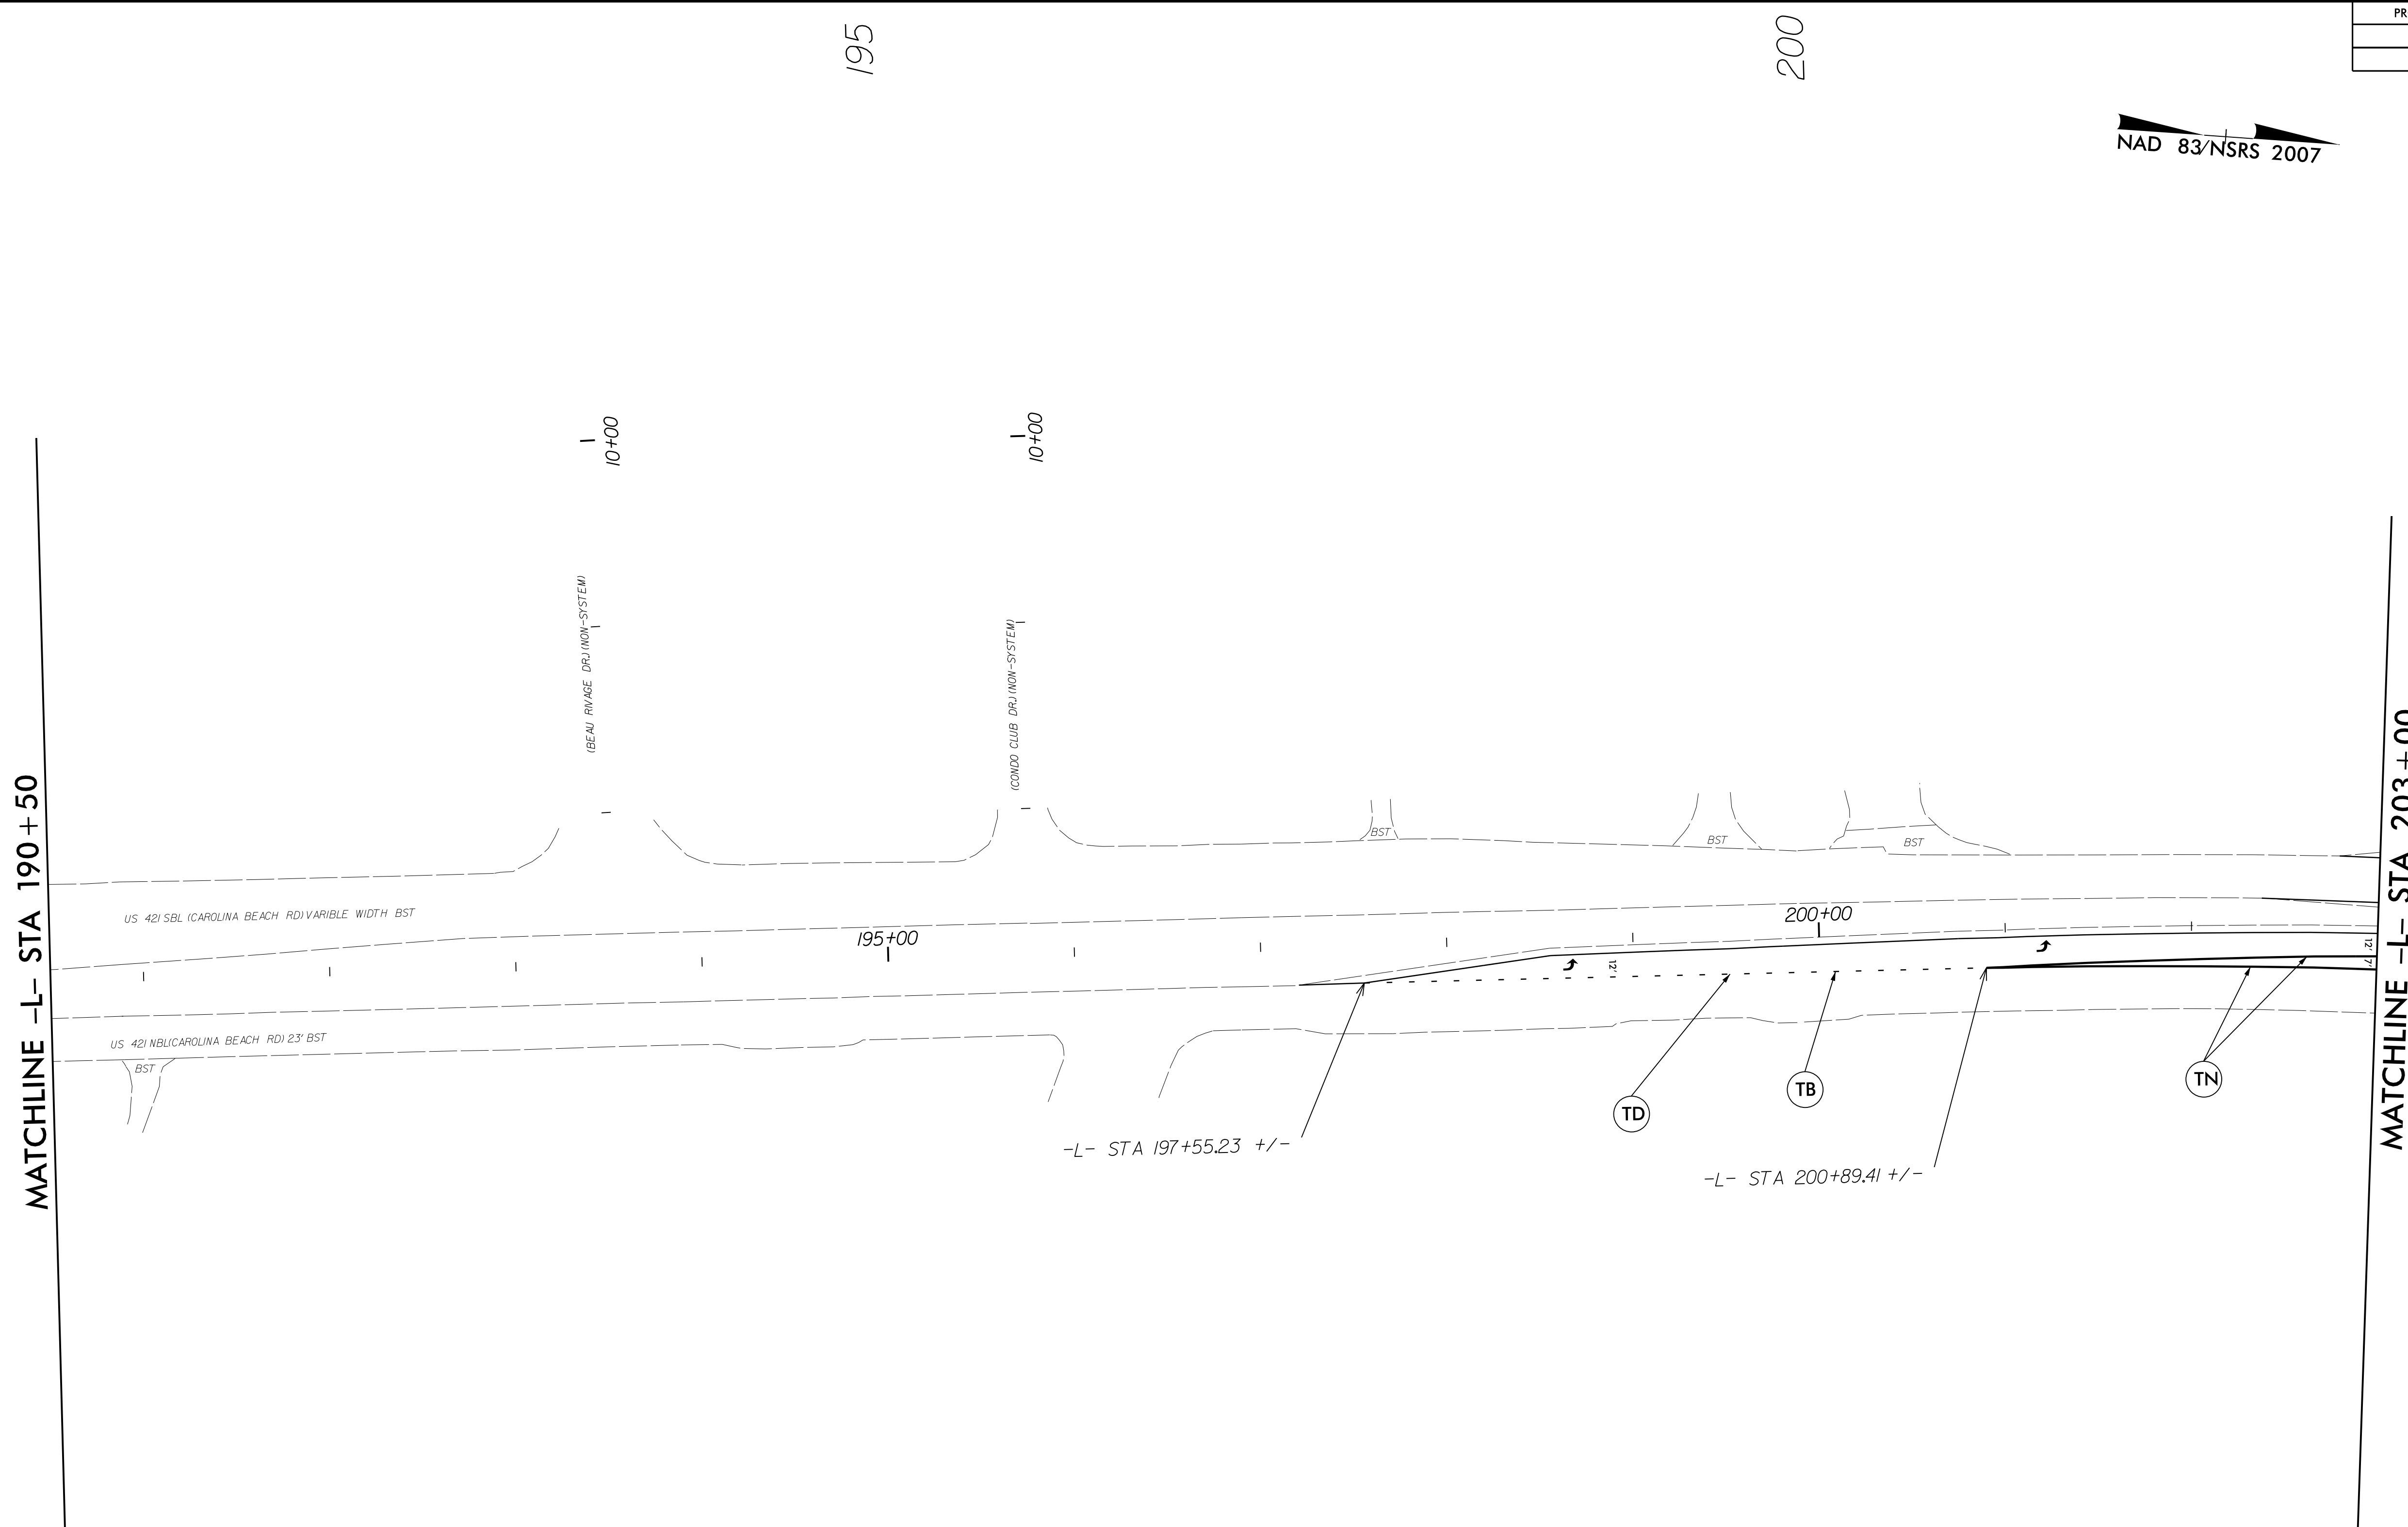 195
200
PR
NAD 83/NSRS 2007
10+00
10+00
(BEAU RIVAGE DR.) (NON-SYSTEM)
(CONDO CLUB DR.) (NON-SYSTEM)
MATCHLINE -L- STA 190+50
MATCHLINE -L- STA 203+00
BST
BST
BST
US 421 SBL (CAROLINA BEACH RD) VARIBLE WIDTH BST
195+00
200+00
12'
12'
7'
US 421 NBL(CAROLINA BEACH RD) 23' BST
BST
TD
TB
TN
-L- STA 197+55.23 +/-
-L- STA 200+89.41 +/-